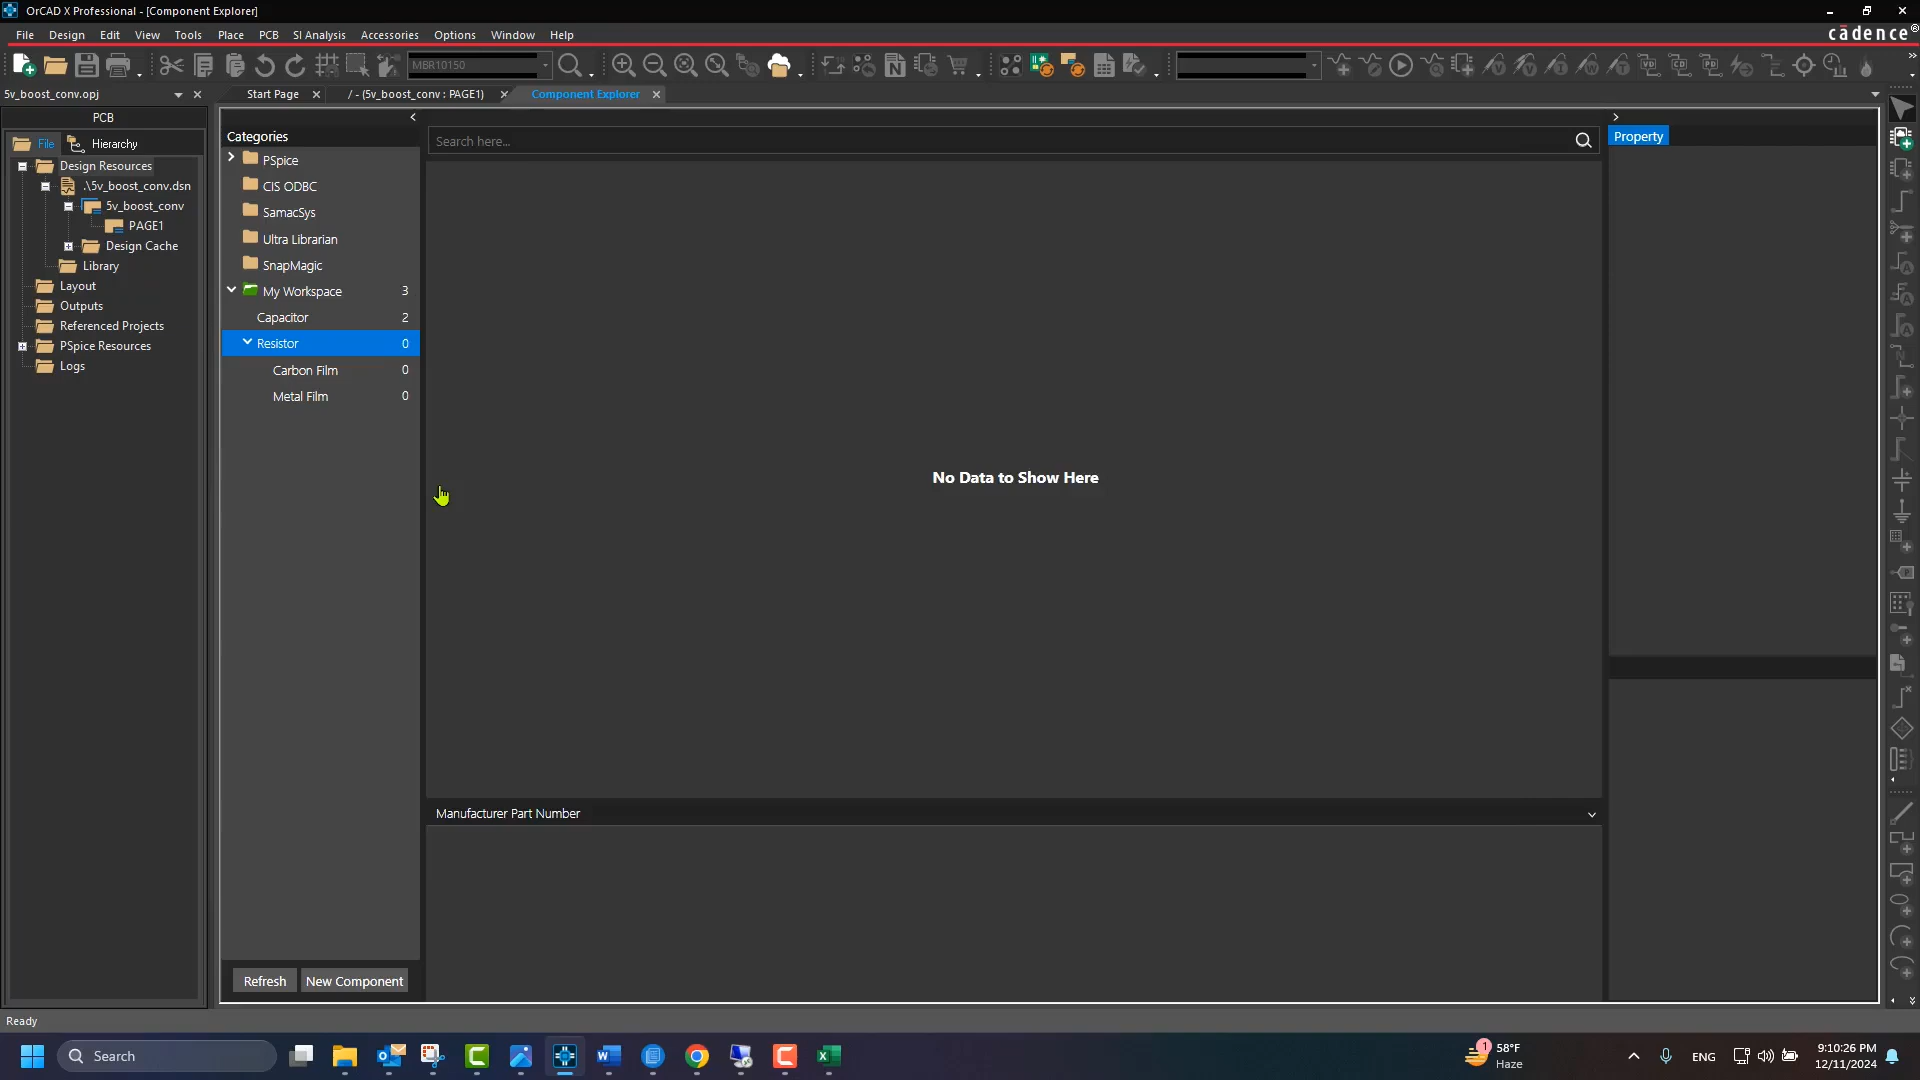 OrCAD X Professional - [Component Explorer]
File Design Edit View Tools Place PCB SI Analysis Accessories Options Window Help
cadence®
MBR10150
5v_boost_conv.opj
Start Page
/ - (5v_boost_conv : PAGE1)
Component Explorer
PCB
File
Hierarchy
Design Resources
.\5v_boost_conv.dsn
5v_boost_conv
PAGE1
Design Cache
Library
Layout
Outputs
Referenced Projects
PSpice Resources
Logs
Categories
PSpice
CIS ODBC
SamacSys
Ultra Librarian
SnapMagic
My Workspace 3
Capacitor 2
Resistor 0
Carbon Film 0
Metal Film 0
Refresh
New Component
Search here...
No Data to Show Here
Manufacturer Part Number
Property
Ready
Search
1
58°F
Haze
ENG
9:10:26 PM
12/11/2024